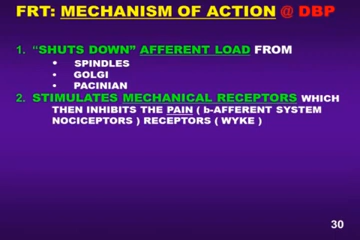 FRT: MECHANISM OF ACTION @ DBP
1. "SHUTS DOWN" AFFERENT LOAD FROM
• SPINDLES
• GOLGI
• PACINIAN
2. STIMULATES MECHANICAL RECEPTORS WHICH
THEN INHIBITS THE PAIN ( b-AFFERENT SYSTEM
NOCICEPTORS ) RECEPTORS ( WYKE )
30